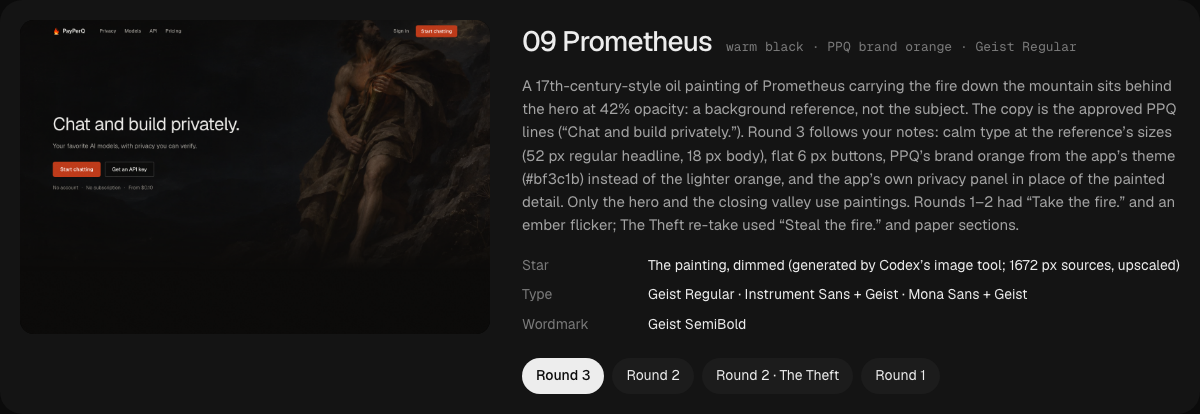 PayPerQ Privacy Models API Pricing Sign in Start chatting
Chat and build privately.
Your favorite AI models, with privacy you can verify.
Start chatting Get an API key
No account · No subscription · From $0.10
09 Prometheus warm black · PPQ brand orange · Geist Regular
A 17th-century-style oil painting of Prometheus carrying the fire down the mountain sits behind
the hero at 42% opacity: a background reference, not the subject. The copy is the approved PPQ
lines (“Chat and build privately.”). Round 3 follows your notes: calm type at the reference’s sizes
(52 px regular headline, 18 px body), flat 6 px buttons, PPQ’s brand orange from the app’s theme
(#bf3c1b) instead of the lighter orange, and the app’s own privacy panel in place of the painted
detail. Only the hero and the closing valley use paintings. Rounds 1–2 had “Take the fire.” and an
ember flicker; The Theft re-take used “Steal the fire.” and paper sections.
Star The painting, dimmed (generated by Codex’s image tool; 1672 px sources, upscaled)
Type Geist Regular · Instrument Sans + Geist · Mona Sans + Geist
Wordmark Geist SemiBold
Round 3 Round 2 Round 2 · The Theft Round 1